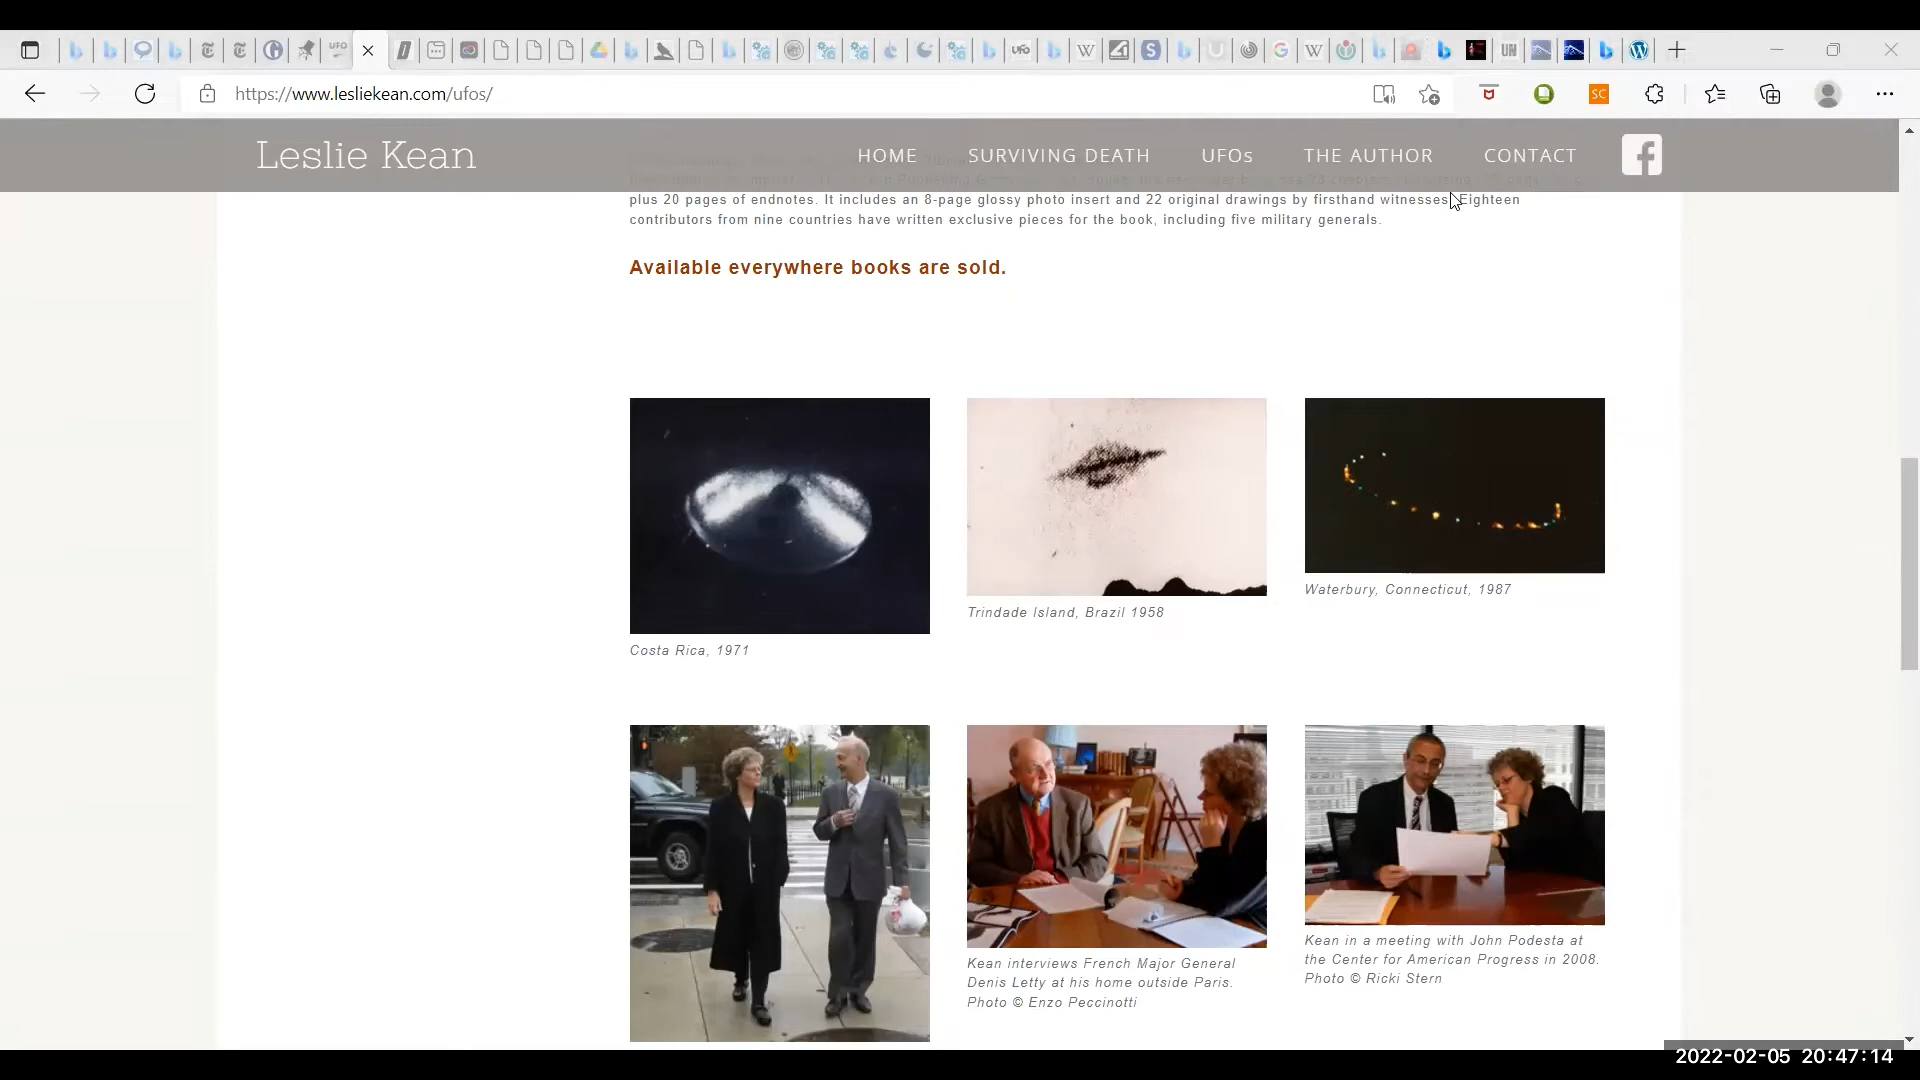 https://www.lesliekean.com/ufos/
SC
Leslie Kean
HOME
SURVIVING DEATH
UFOs
THE AUTHOR
CONTACT
plus 20 pages of endnotes. It includes an 8-page glossy photo insert and 22 original drawings by firsthand witnesses. Eighteen
contributors from nine countries have written exclusive pieces for the book, including five military generals.
Available everywhere books are sold.
Costa Rica, 1971
Trindade Island, Brazil 1958
Waterbury, Connecticut, 1987
Kean interviews French Major General
Denis Letty at his home outside Paris.
Photo © Enzo Peccinotti
Kean in a meeting with John Podesta at
the Center for American Progress in 2008.
Photo © Ricki Stern
2022-02-05 20:47:14